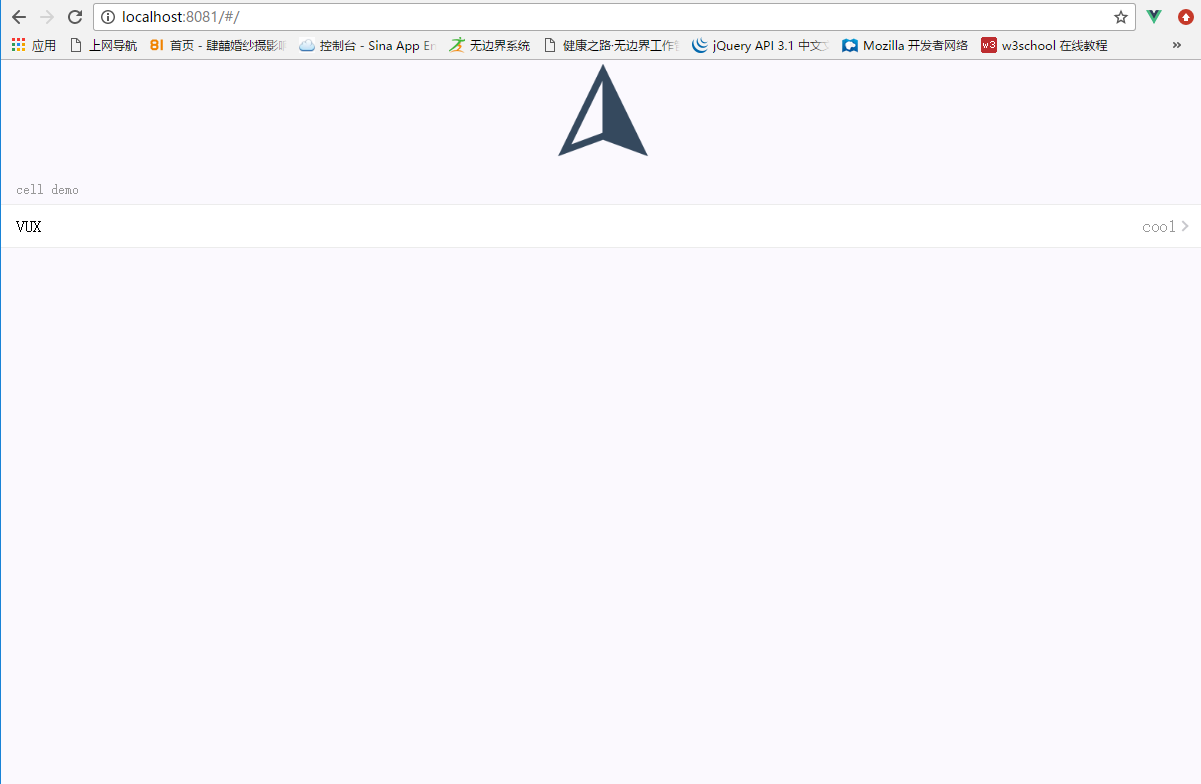 localhost:8081/#/
应用 上网导航 81 首页 - 肆囍婚纱摄影 控制台 - Sina App En 无边界系统 健康之路·无边界工作 jQuery API 3.1 中文 Mozilla 开发者网络 w3 w3school 在线教程 »
cell demo
VUX cool